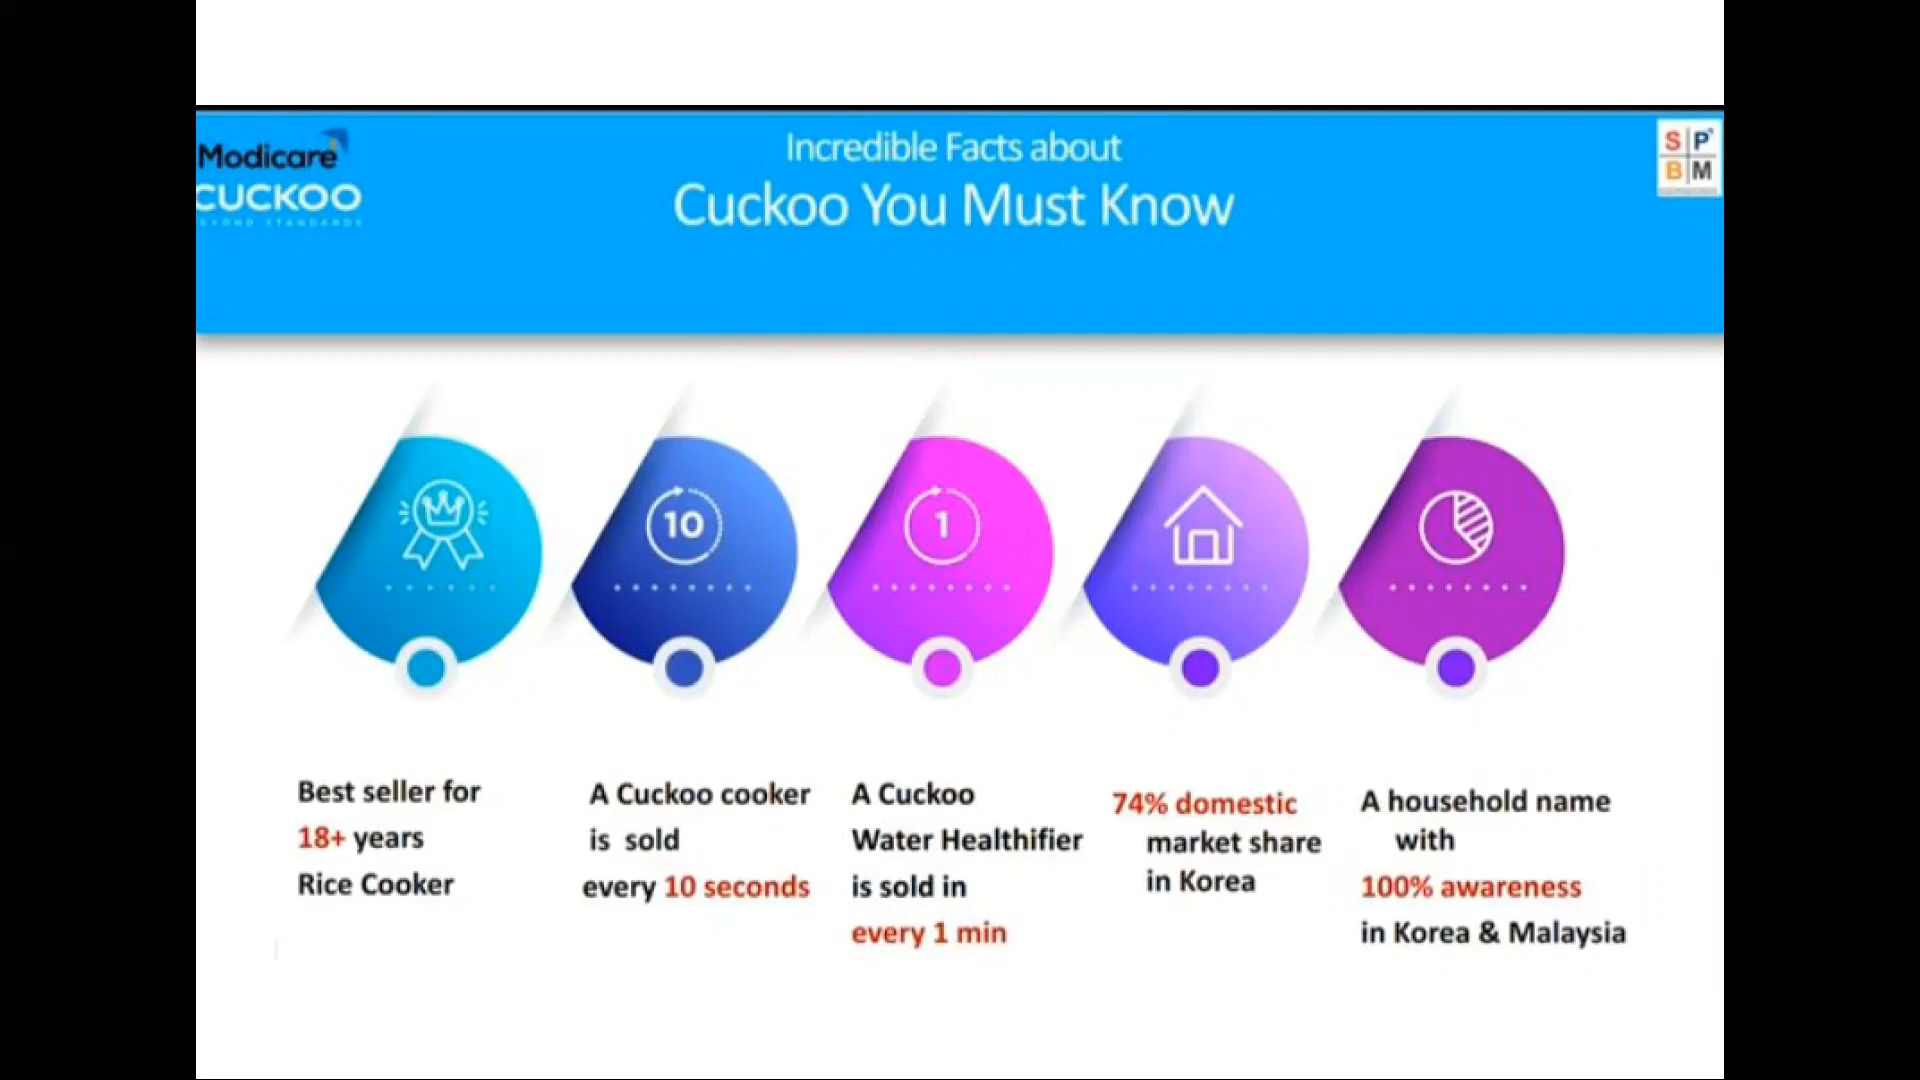 Modicare
CUCKOO
BEYOND STANDARDS
Incredible Facts about
Cuckoo You Must Know
S P
B M
10
1
Best seller for
18+ years
Rice Cooker
A Cuckoo cooker
is sold
every 10 seconds
A Cuckoo
Water Healthifier
is sold in
every 1 min
74% domestic
market share
in Korea
A household name
with
100% awareness
in Korea & Malaysia